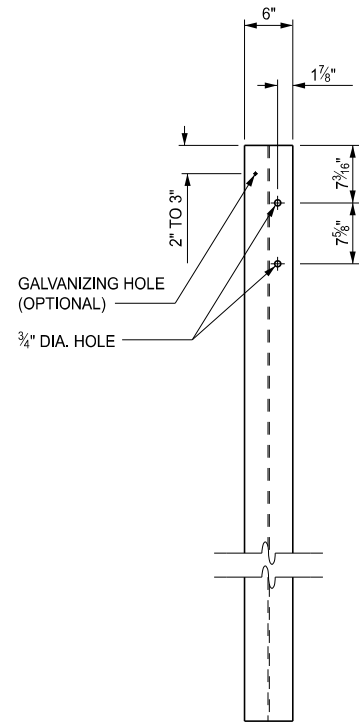 6"
1⅞"
2" TO 3"
7³⁄₁₆"
7⅝"
GALVANIZING HOLE
(OPTIONAL)
¾" DIA. HOLE